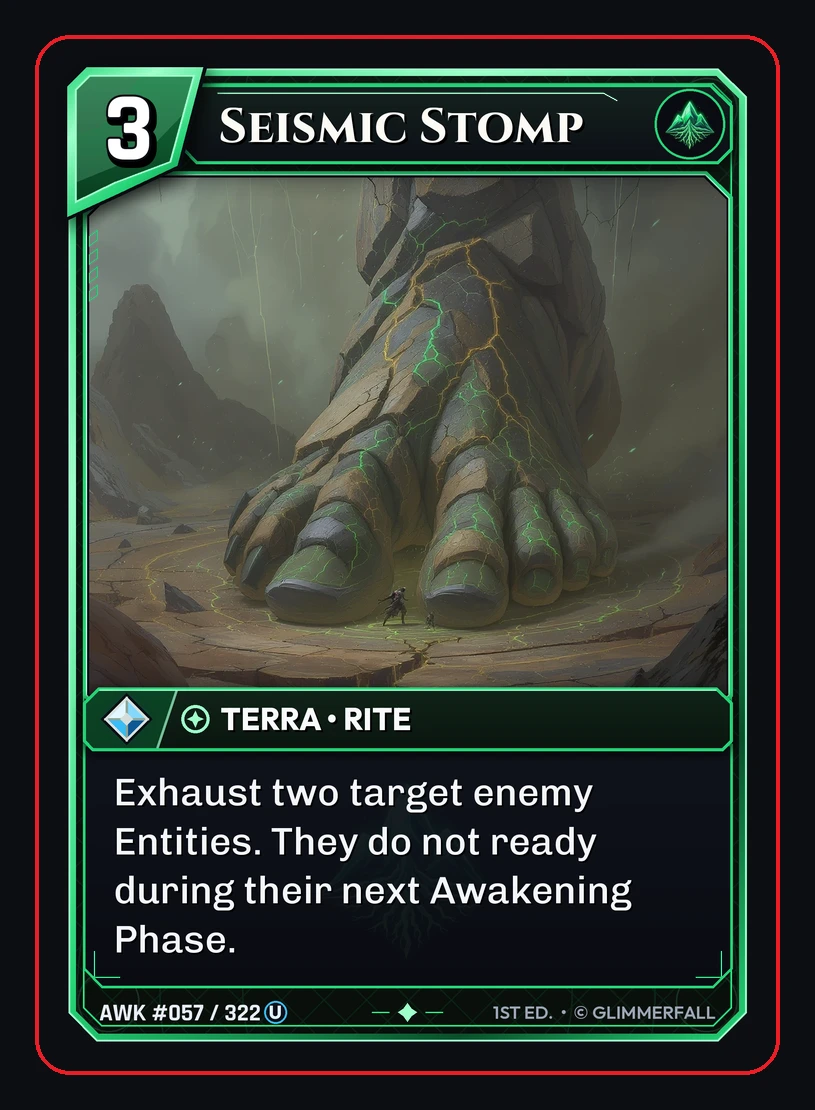 3
SEISMIC STOMP
TERRA • RITE
Exhaust two target enemy
Entities. They do not ready
during their next Awakening
Phase.
AWK #057 / 322 U
1ST ED. • © GLIMMERFALL